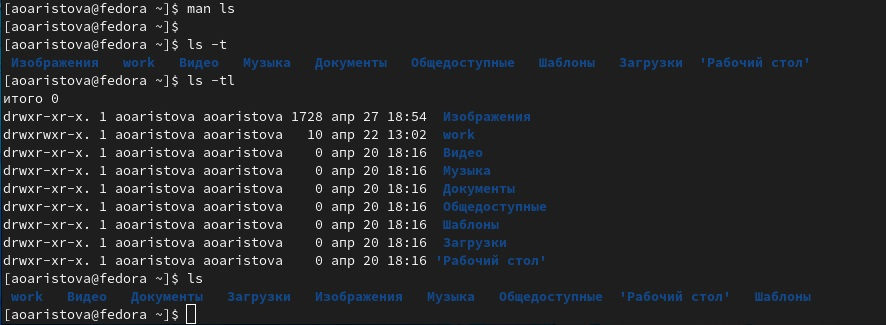 [aoaristova@fedora ~]$ man ls
[aoaristova@fedora ~]$
[aoaristova@fedora ~]$ ls -t
Изображения work Видео Музыка Документы Общедоступные Шаблоны Загрузки 'Рабочий стол'
[aoaristova@fedora ~]$ ls -tl
итого 0
drwxr-xr-x. 1 aoaristova aoaristova 1728 апр 27 18:54 Изображения
drwxrwxr-x. 1 aoaristova aoaristova 10 апр 22 13:02 work
drwxr-xr-x. 1 aoaristova aoaristova 0 апр 20 18:16 Видео
drwxr-xr-x. 1 aoaristova aoaristova 0 апр 20 18:16 Музыка
drwxr-xr-x. 1 aoaristova aoaristova 0 апр 20 18:16 Документы
drwxr-xr-x. 1 aoaristova aoaristova 0 апр 20 18:16 Общедоступные
drwxr-xr-x. 1 aoaristova aoaristova 0 апр 20 18:16 Шаблоны
drwxr-xr-x. 1 aoaristova aoaristova 0 апр 20 18:16 Загрузки
drwxr-xr-x. 1 aoaristova aoaristova 0 апр 20 18:16 'Рабочий стол'
[aoaristova@fedora ~]$ ls
work Видео Документы Загрузки Изображения Музыка Общедоступные 'Рабочий стол' Шаблоны
[aoaristova@fedora ~]$